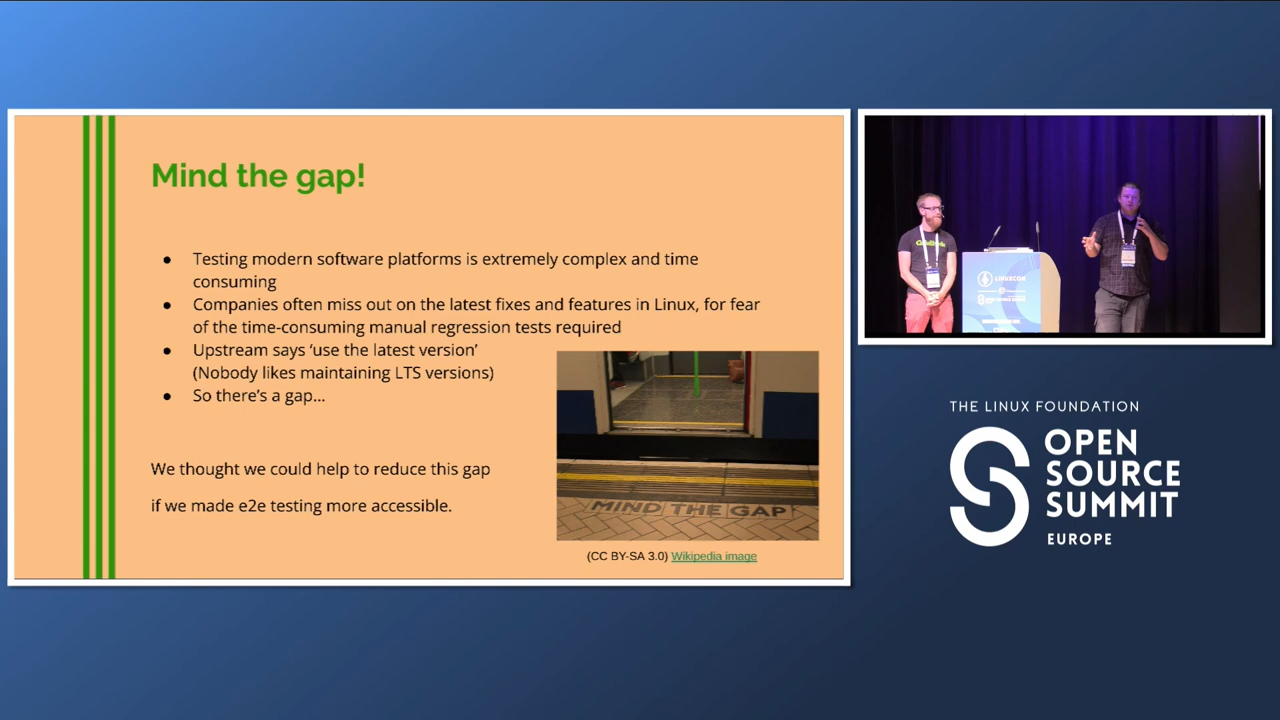 Mind the gap!
● Testing modern software platforms is extremely complex and time
consuming
● Companies often miss out on the latest fixes and features in Linux, for fear
of the time-consuming manual regression tests required
● Upstream says ‘use the latest version’
(Nobody likes maintaining LTS versions)
● So there’s a gap...
We thought we could help to reduce this gap
if we made e2e testing more accessible.
MIND THE GAP
(CC BY-SA 3.0) Wikipedia image
LINUXCON
THE LINUX FOUNDATION
OPEN
SOURCE
SUMMIT
EUROPE